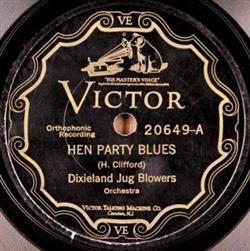 VE
"HIS MASTER'S VOICE"
VICTOR
Orthophonic
Recording
20649-A
HEN PARTY BLUES
(H. Clifford)
Dixieland Jug Blowers
Orchestra
VICTOR TALKING MACHINE CO.
Camden, N.J.
VE